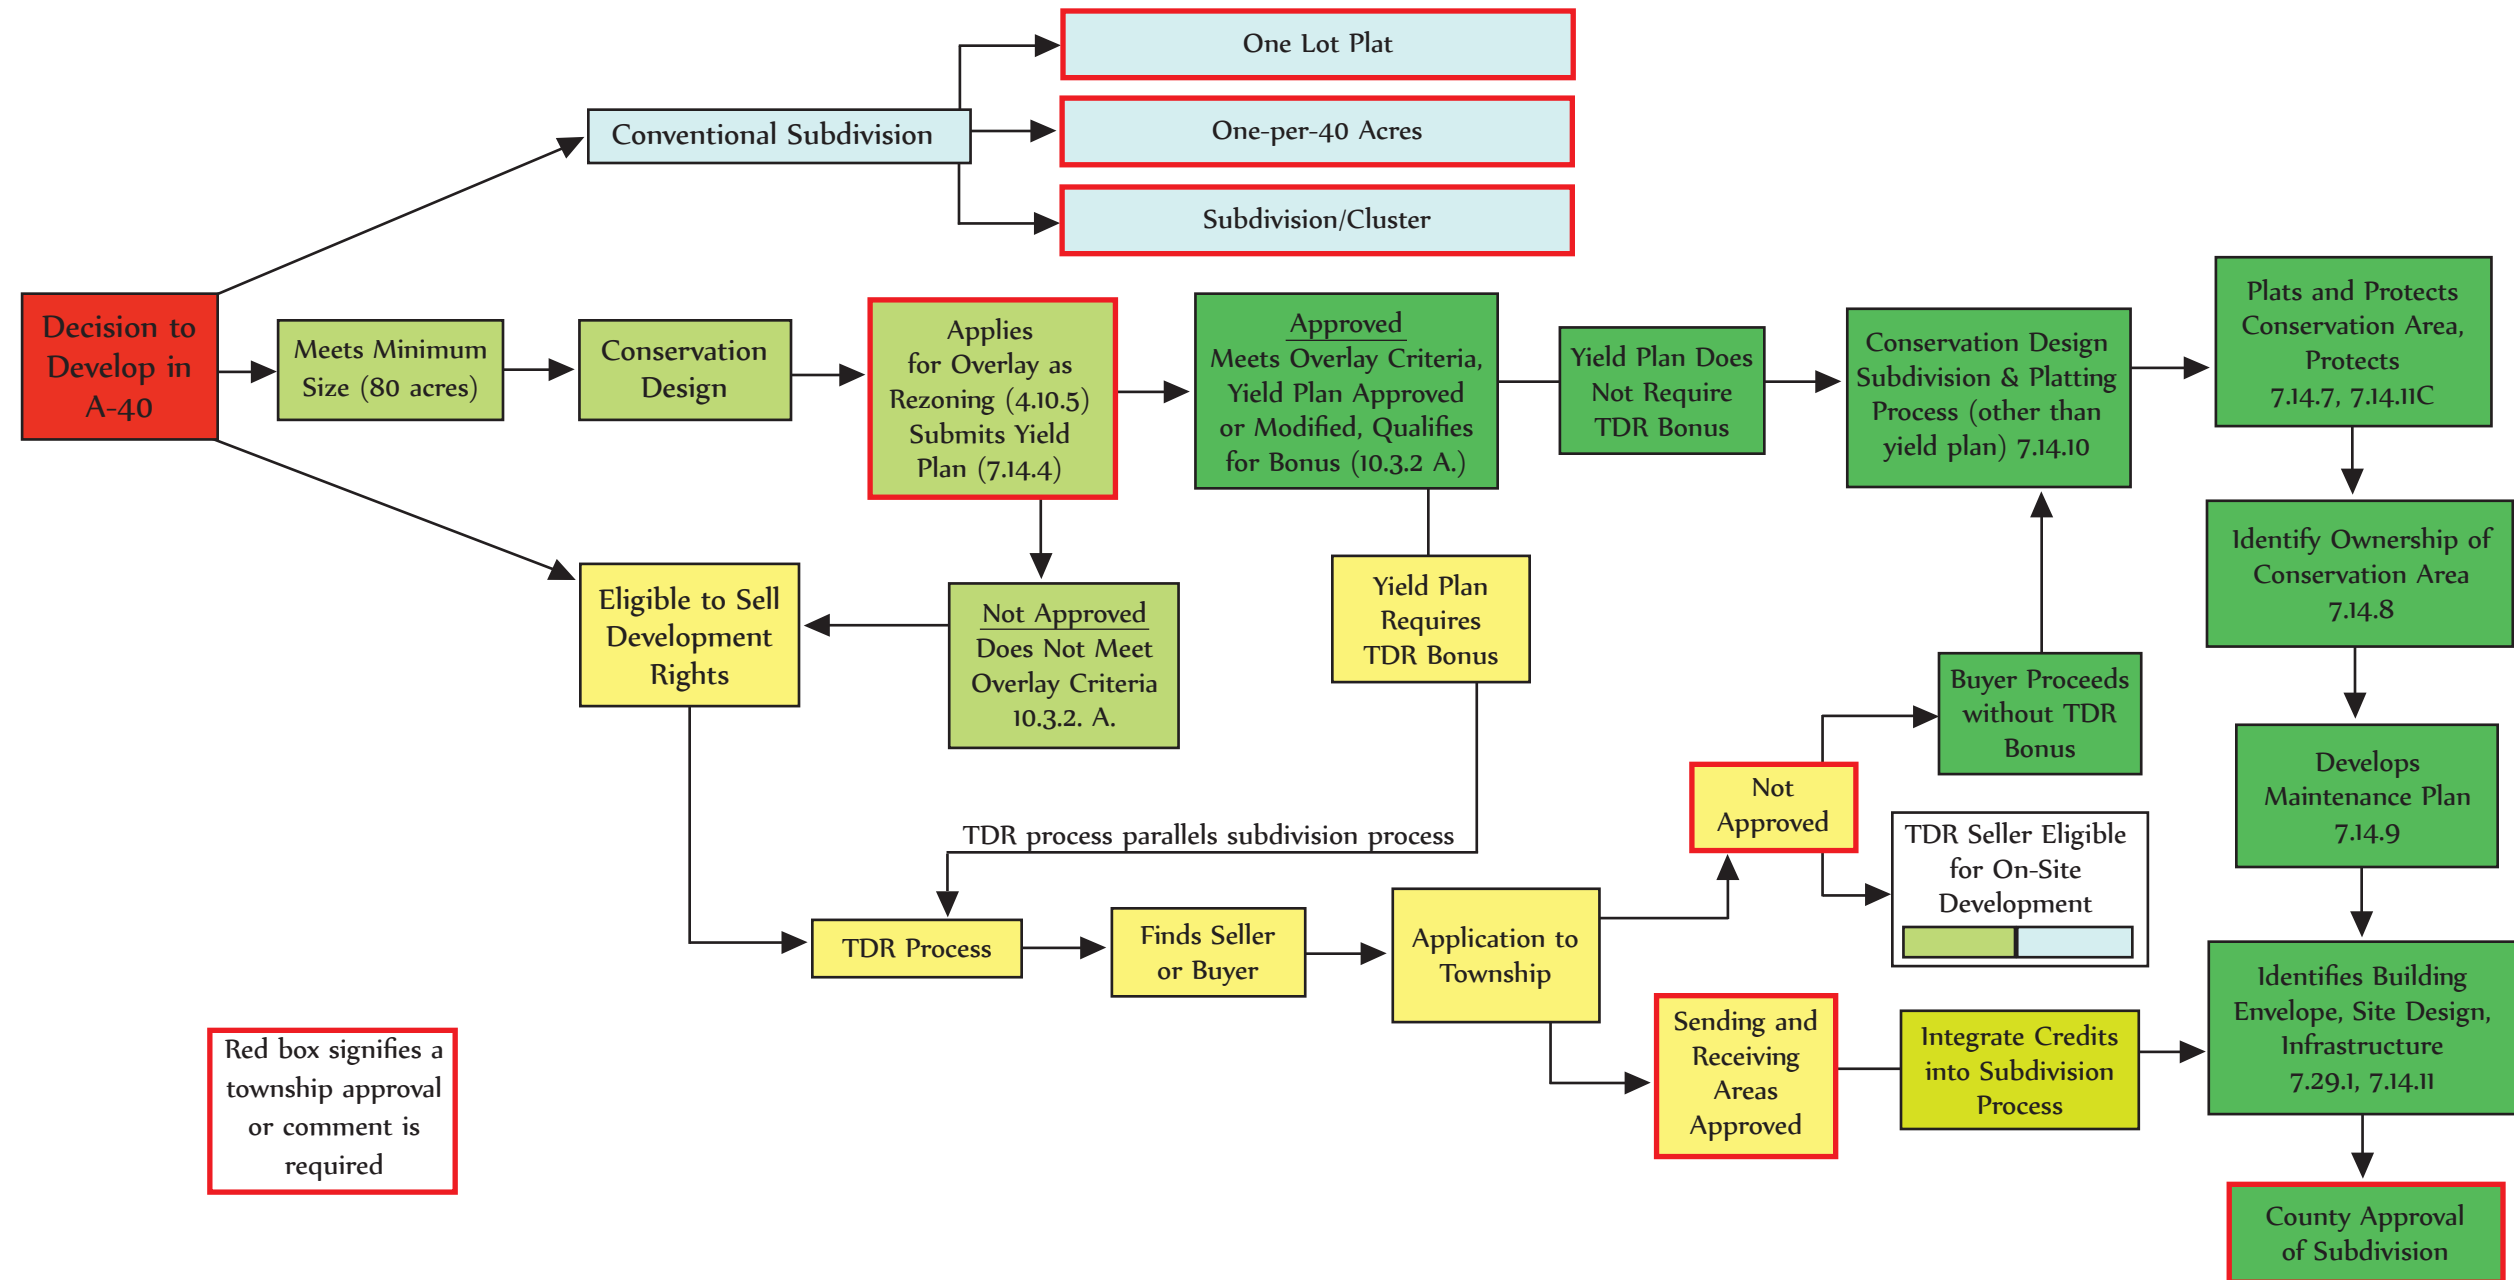 One Lot Plat
Conventional Subdivision
One-per-40 Acres
Subdivision/Cluster
Decision to
Develop in
A-40
Meets Minimum
Size (80 acres)
Conservation
Design
Applies
for Overlay as
Rezoning (4.10.5)
Submits Yield
Plan (7.14.4)
Approved
Meets Overlay Criteria,
Yield Plan Approved
or Modified, Qualifies
for Bonus (10.3.2 A.)
Yield Plan Does
Not Require
TDR Bonus
Conservation Design
Subdivision & Platting
Process (other than
yield plan) 7.14.10
Plats and Protects
Conservation Area,
Protects
7.14.7, 7.14.11C
Identify Ownership of
Conservation Area
7.14.8
Eligible to Sell
Development
Rights
Not Approved
Does Not Meet
Overlay Criteria
10.3.2. A.
Yield Plan
Requires
TDR Bonus
Buyer Proceeds
without TDR
Bonus
Develops
Maintenance Plan
7.14.9
Not
Approved
TDR process parallels subdivision process
TDR Seller Eligible
for On-Site
Development
TDR Process
Finds Seller
or Buyer
Application to
Township
Identifies Building
Envelope, Site Design,
Infrastructure
7.29.1, 7.14.11
Sending and
Receiving
Areas
Approved
Integrate Credits
into Subdivision
Process
Red box signifies a
township approval
or comment is
required
County Approval
of Subdivision